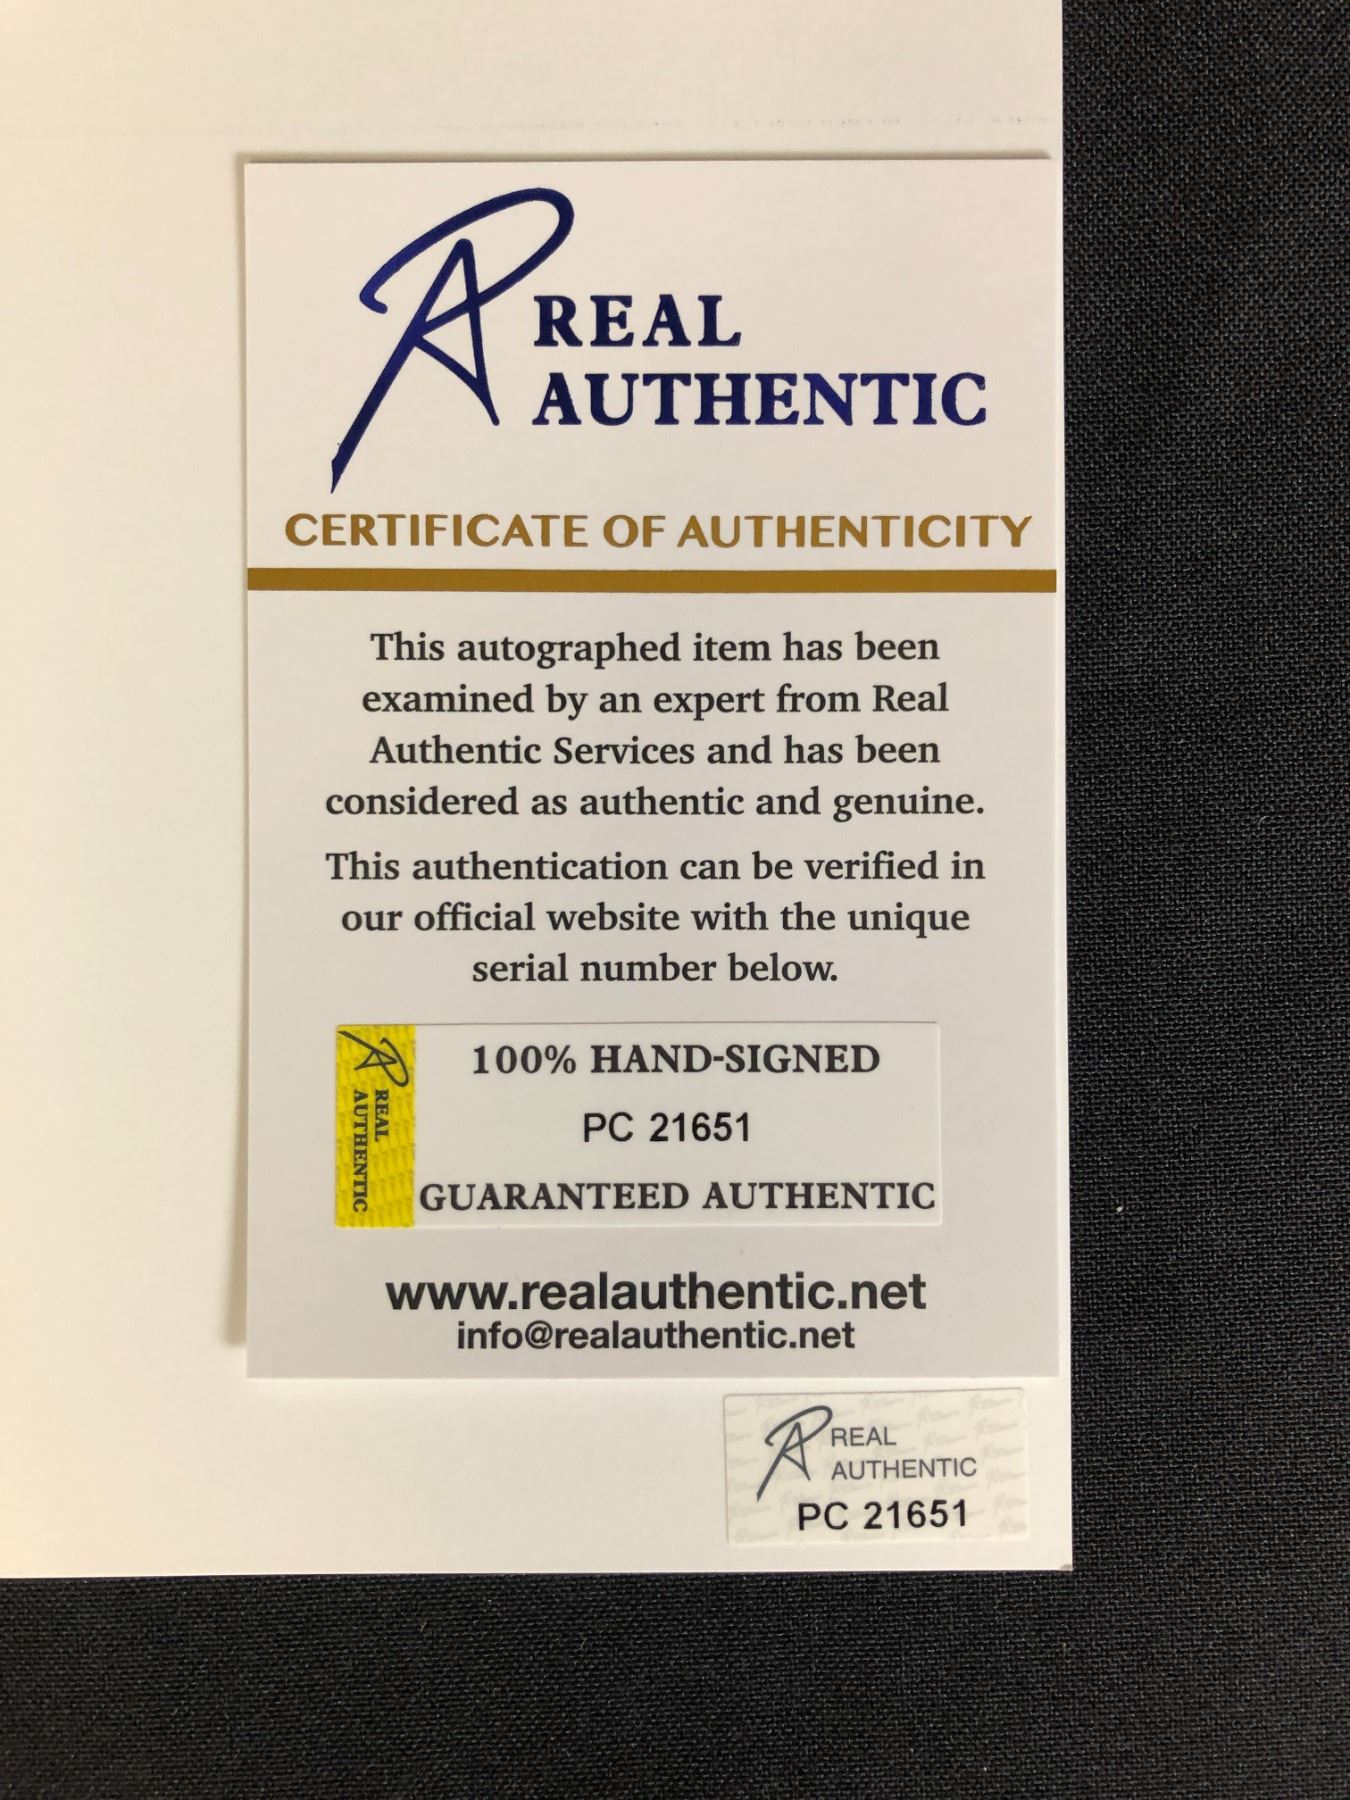 REAL
AUTHENTIC
CERTIFICATE OF AUTHENTICITY
This autographed item has been
examined by an expert from Real
Authentic Services and has been
considered as authentic and genuine.
This authentication can be verified in
our official website with the unique
serial number below.
REAL
AUTHENTIC
100% HAND-SIGNED
PC 21651
GUARANTEED AUTHENTIC
www.realauthentic.net
info@realauthentic.net
REAL
AUTHENTIC
PC 21651